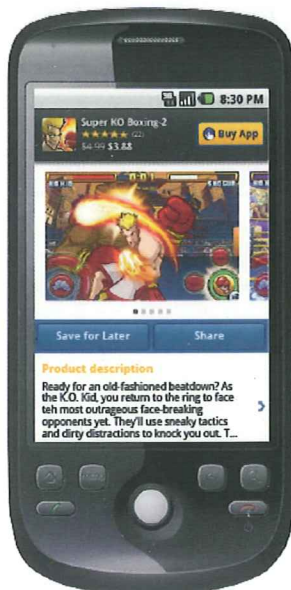 3G 8:30 PM
Super KO Boxing-2
(22)
$4.99 $3.88
Buy App
Save for Later
Share
Product description
Ready for an old-fashioned beatdown? As
the K.O. Kid, you return to the ring to face
teh most outrageous face-breaking
opponents yet. They'll use sneaky tactics
and dirty distractions to knock you out. T...